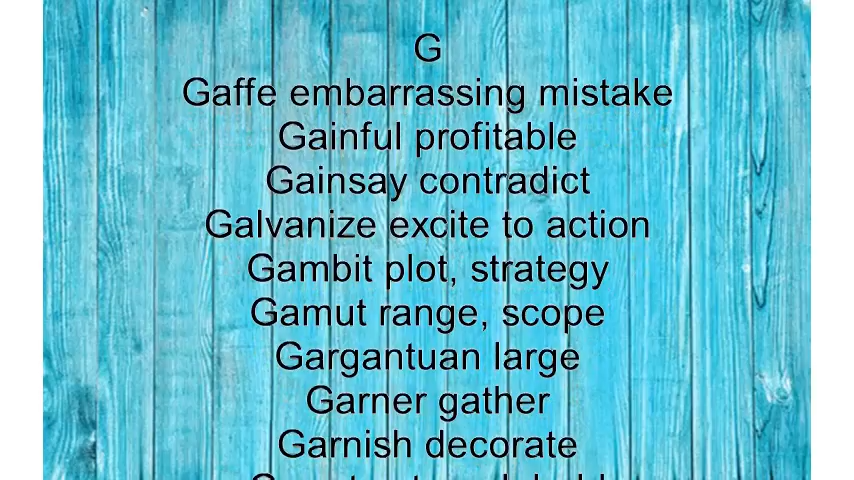 G
Gaffe embarrassing mistake
Gainful profitable
Gainsay contradict
Galvanize excite to action
Gambit plot, strategy
Gamut range, scope
Gargantuan large
Garner gather
Garnish decorate